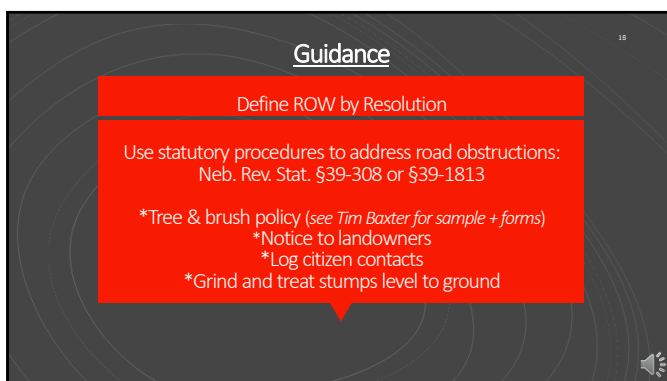 18
Guidance
Define ROW by Resolution
Use statutory procedures to address road obstructions:
Neb. Rev. Stat. §39-308 or §39-1813
*Tree & brush policy (see Tim Baxter for sample + forms)
*Notice to landowners
*Log citizen contacts
*Grind and treat stumps level to ground